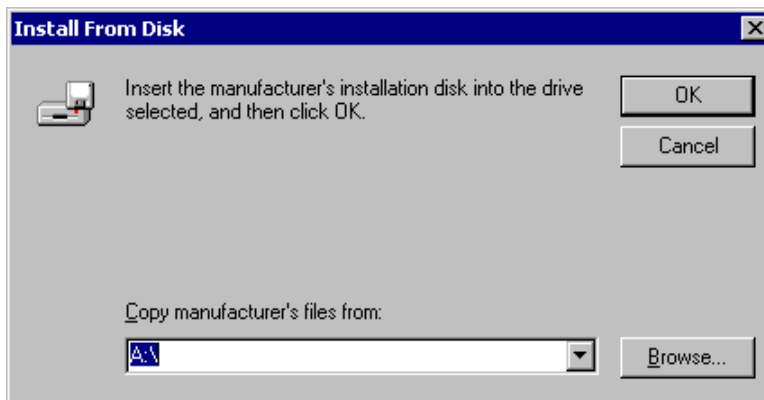 Install From Disk
Insert the manufacturer's installation disk into the drive
selected, and then click OK.
OK
Cancel
Copy manufacturer's files from:
A:\
Browse...